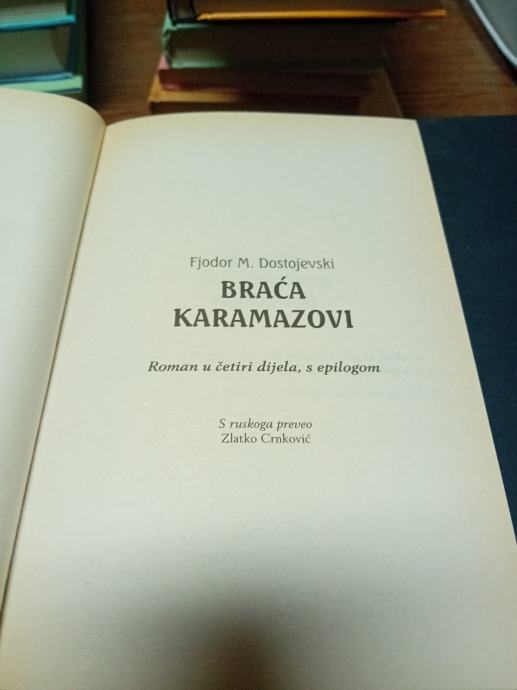 Fjodor M. Dostojevski
BRAĆA
KARAMAZOVI
Roman u četiri dijela, s epilogom
S ruskoga preveo
Zlatko Crnković